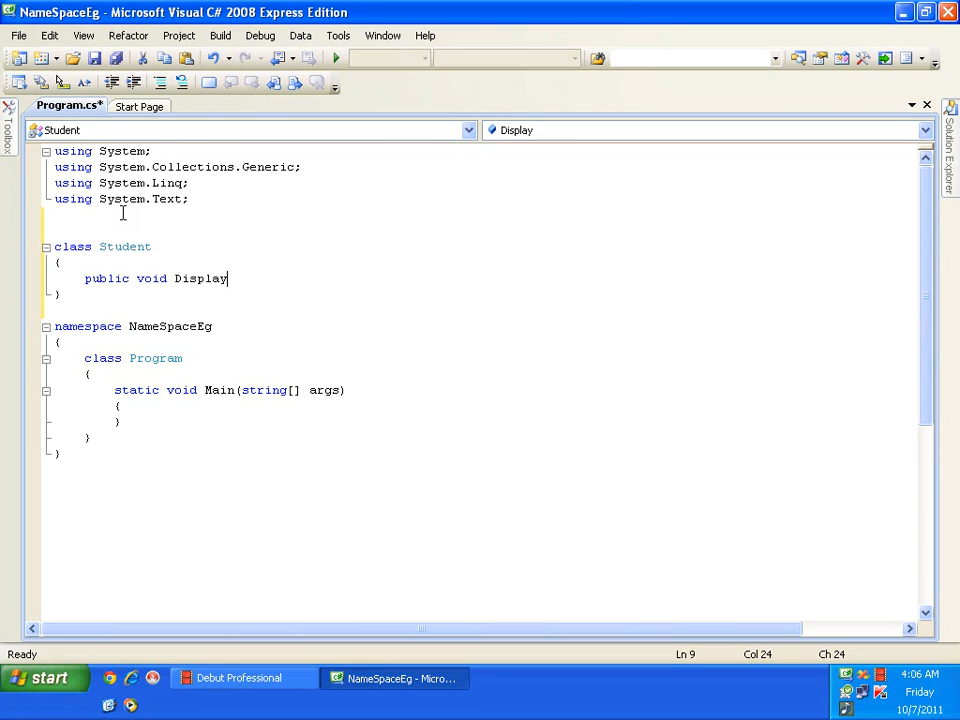 NameSpaceEg - Microsoft Visual C# 2008 Express Edition
File Edit View Refactor Project Build Debug Data Tools Window Help
Program.cs* Start Page
Toolbox
Solution Explorer
Student Display
using System;
using System.Collections.Generic;
using System.Linq;
using System.Text;
class Student
{
public void Display
}
namespace NameSpaceEg
{
class Program
{
static void Main(string[] args)
{
}
}
}
Ready Ln 9 Col 24 Ch 24
start Debut Professional NameSpaceEg - Micro... 4:06 AM
Friday
10/7/2011